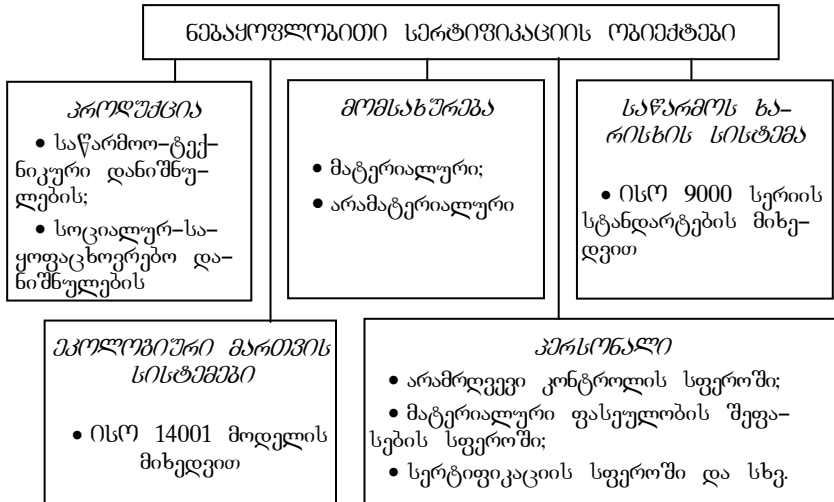 ნებაყოფლობითი სერტიფიკაციის ობიექტები
პროდუქცია
• საწარმოო-ტექ-
ნიკური დანიშნუ-
ლების;
• სოციალურ-სა-
ყოფაცხოვრებო და-
ნიშნულების
მომსახურება
• მატერიალური;
• არამატერიალური
საწარმოს ხა-
რისხის სისტემა
• ისო 9000 სერიის
სტანდარტების მიხე-
დვით
ეკოლოგიური მართვის
სისტემები
• ისო 14001 მოდელის
მიხედვით
პერსონალი
• არამრღვევი კონტროლის სფეროში;
• მატერიალური ფასეულობის შეფა-
სების სფეროში;
• სერტიფიკაციის სფეროში და სხვ.